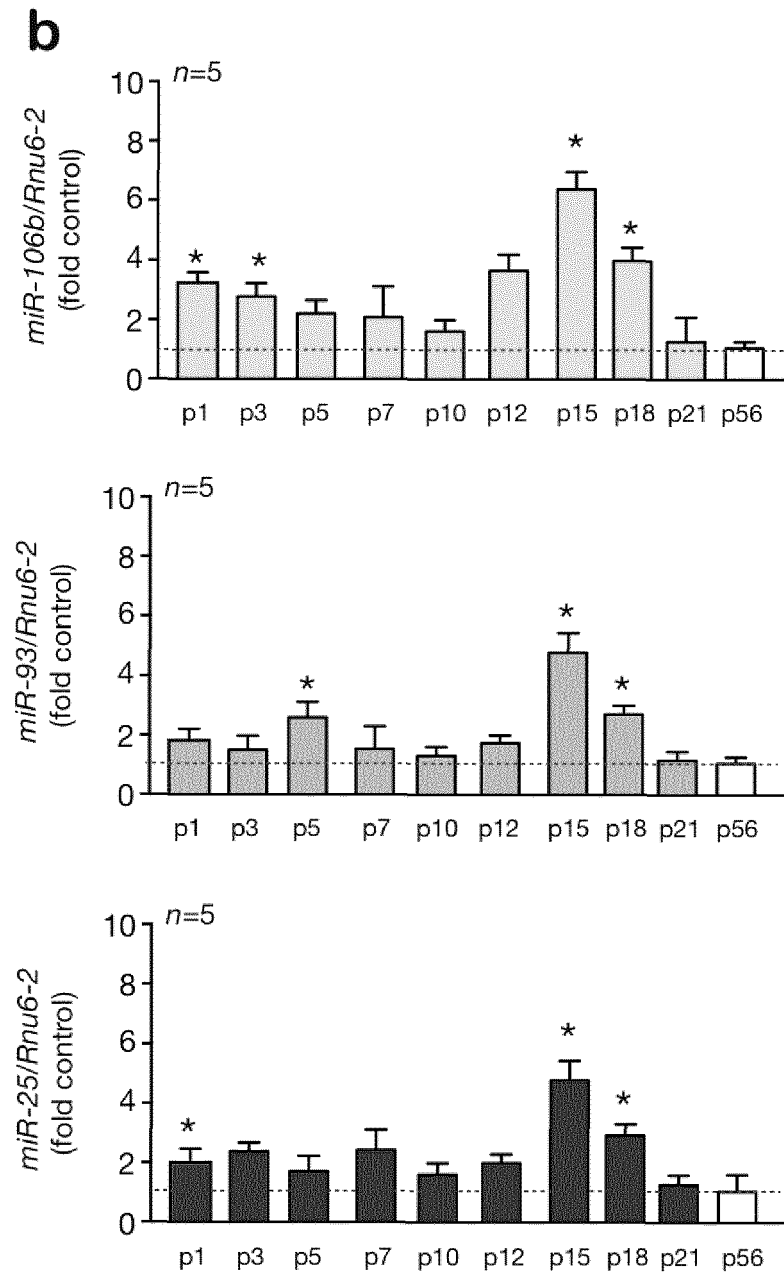 b
n=5
miR-106b/Rnu6-2
(fold control)
10
8
6
4
2
0
* * * *
p1 p3 p5 p7 p10 p12 p15 p18 p21 p56
n=5
miR-93/Rnu6-2
(fold control)
10
8
6
4
2
0
* * *
p1 p3 p5 p7 p10 p12 p15 p18 p21 p56
n=5
miR-25/Rnu6-2
(fold control)
10
8
6
4
2
0
* * *
p1 p3 p5 p7 p10 p12 p15 p18 p21 p56